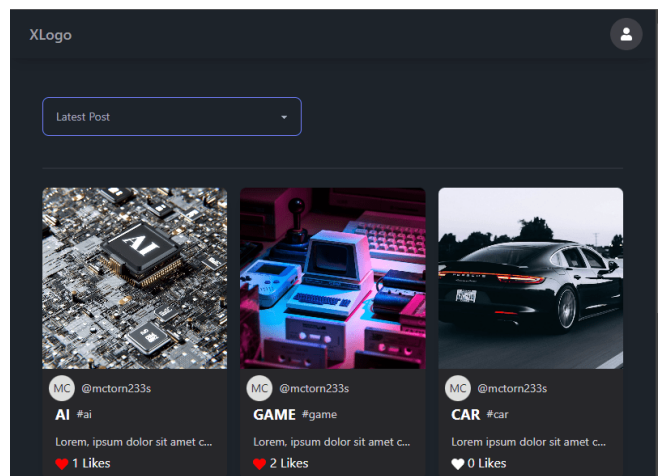 XLogo
Latest Post
AI
MC @mctorn233s
AI #ai
Lorem, ipsum dolor sit amet c...
1 Likes
MC @mctorn233s
GAME #game
Lorem, ipsum dolor sit amet c...
2 Likes
MC @mctorn233s
CAR #car
Lorem, ipsum dolor sit amet c...
0 Likes